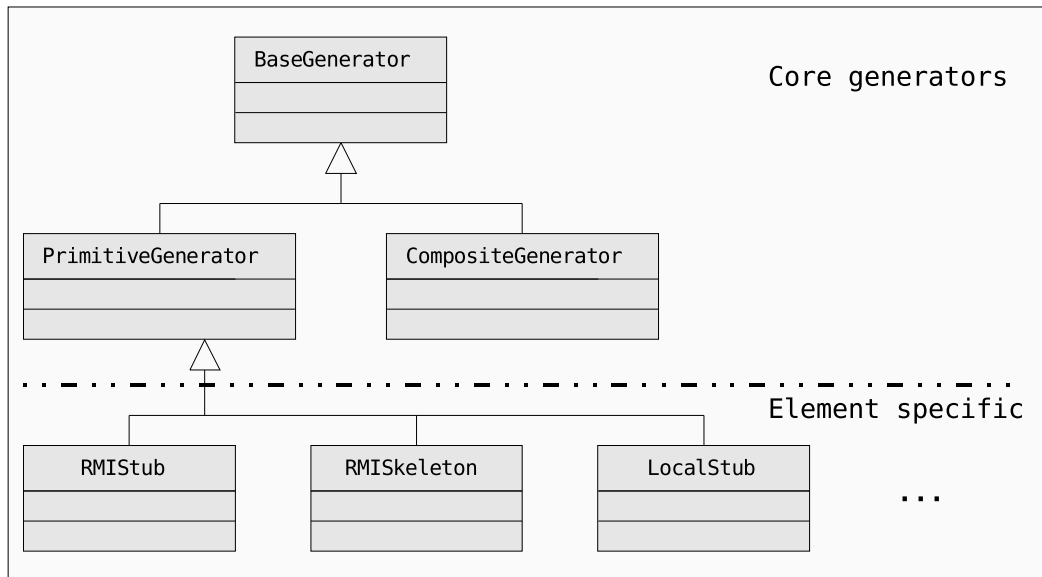 BaseGenerator
Core generators
PrimitiveGenerator
CompositeGenerator
Element specific
RMIStub
RMISkeleton
LocalStub
...